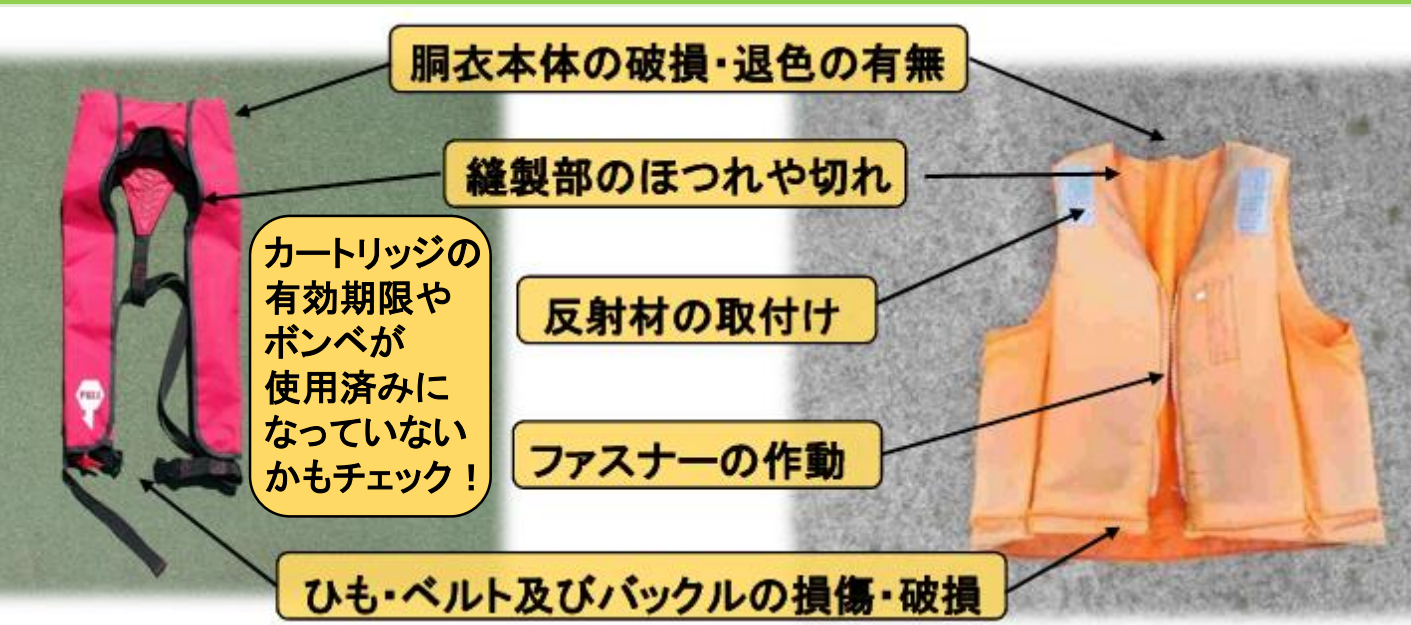 胴衣本体の破損・退色の有無
縫製部のほつれや切れ
カートリッジの
有効期限や
ボンベが
使用済みに
なっていない
かもチェック！
反射材の取付け
ファスナーの作動
ひも・ベルト及びバックルの損傷・破損
PULL